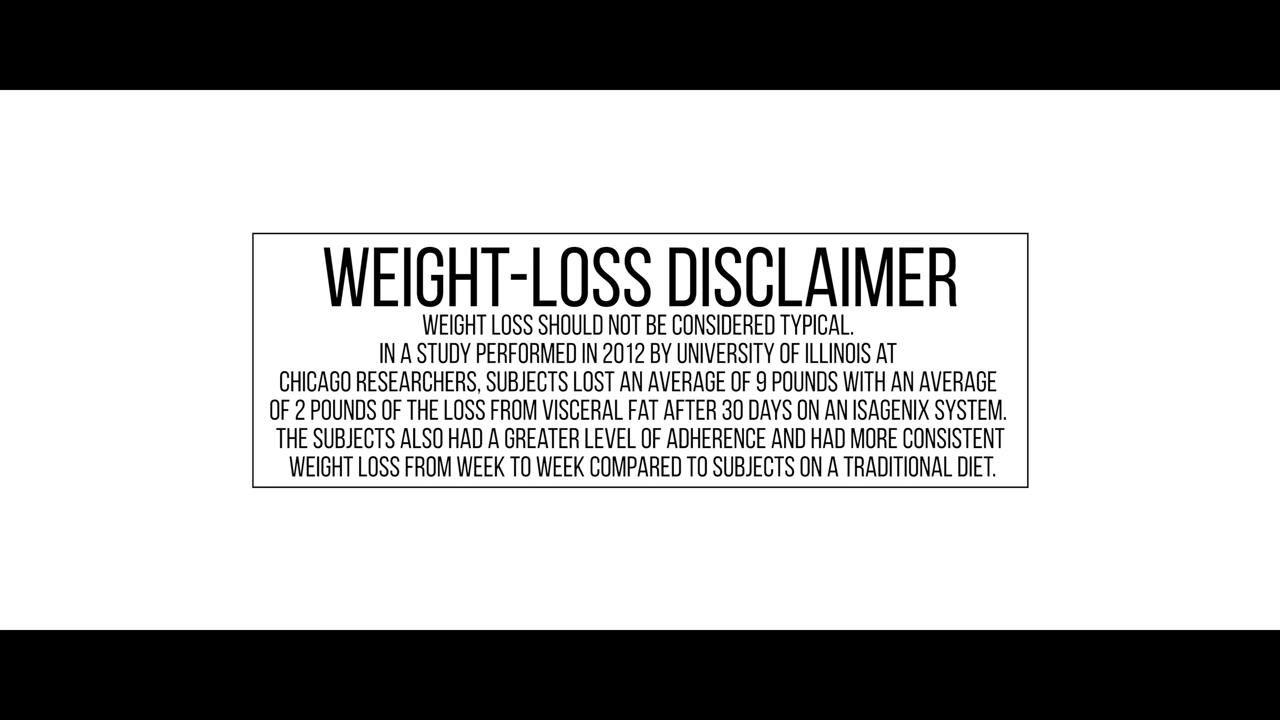 WEIGHT-LOSS DISCLAIMER
WEIGHT LOSS SHOULD NOT BE CONSIDERED TYPICAL.
IN A STUDY PERFORMED IN 2012 BY UNIVERSITY OF ILLINOIS AT
CHICAGO RESEARCHERS, SUBJECTS LOST AN AVERAGE OF 9 POUNDS WITH AN AVERAGE
OF 2 POUNDS OF THE LOSS FROM VISCERAL FAT AFTER 30 DAYS ON AN ISAGENIX SYSTEM.
THE SUBJECTS ALSO HAD A GREATER LEVEL OF ADHERENCE AND HAD MORE CONSISTENT
WEIGHT LOSS FROM WEEK TO WEEK COMPARED TO SUBJECTS ON A TRADITIONAL DIET.